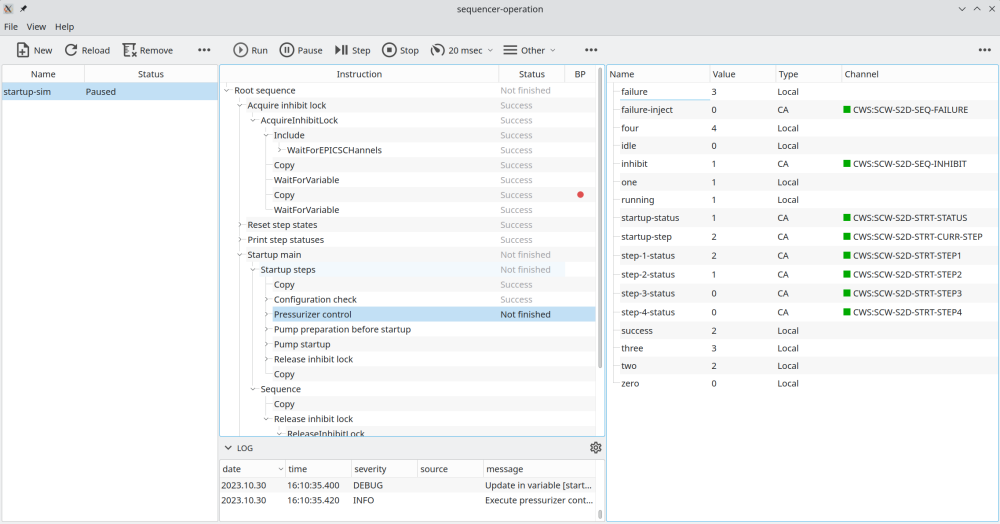 sequencer-operation
File View Help
New Reload Remove Run Pause Step Stop 20 msec Other
Name Status
startup-sim Paused
Instruction Status BP
Root sequence Not finished
Acquire inhibit lock Success
AcquireInhibitLock Success
Include Success
WaitForEPICSCHannels Success
Copy Success
WaitForVariable Success
Copy Success
WaitForVariable Success
Reset step states Success
Print step statuses Success
Startup main Not finished
Startup steps Not finished
Copy Success
Configuration check Success
Pressurizer control Not finished
Pump preparation before startup
Pump startup
Release inhibit lock
Copy
Sequence
Copy
Release inhibit lock
ReleaseInhibitLock
LOG
date time severity source message
2023.10.30 16:10:35.400 DEBUG Update in variable [start...
2023.10.30 16:10:35.420 INFO Execute pressurizer cont...
Name Value Type Channel
failure 3 Local
failure-inject 0 CA CWS:SCW-S2D-SEQ-FAILURE
four 4 Local
idle 0 Local
inhibit 1 CA CWS:SCW-S2D-SEQ-INHIBIT
one 1 Local
running 1 Local
startup-status 1 CA CWS:SCW-S2D-STRT-STATUS
startup-step 2 CA CWS:SCW-S2D-STRT-CURR-STEP
step-1-status 2 CA CWS:SCW-S2D-STRT-STEP1
step-2-status 1 CA CWS:SCW-S2D-STRT-STEP2
step-3-status 0 CA CWS:SCW-S2D-STRT-STEP3
step-4-status 0 CA CWS:SCW-S2D-STRT-STEP4
success 2 Local
three 3 Local
two 2 Local
zero 0 Local